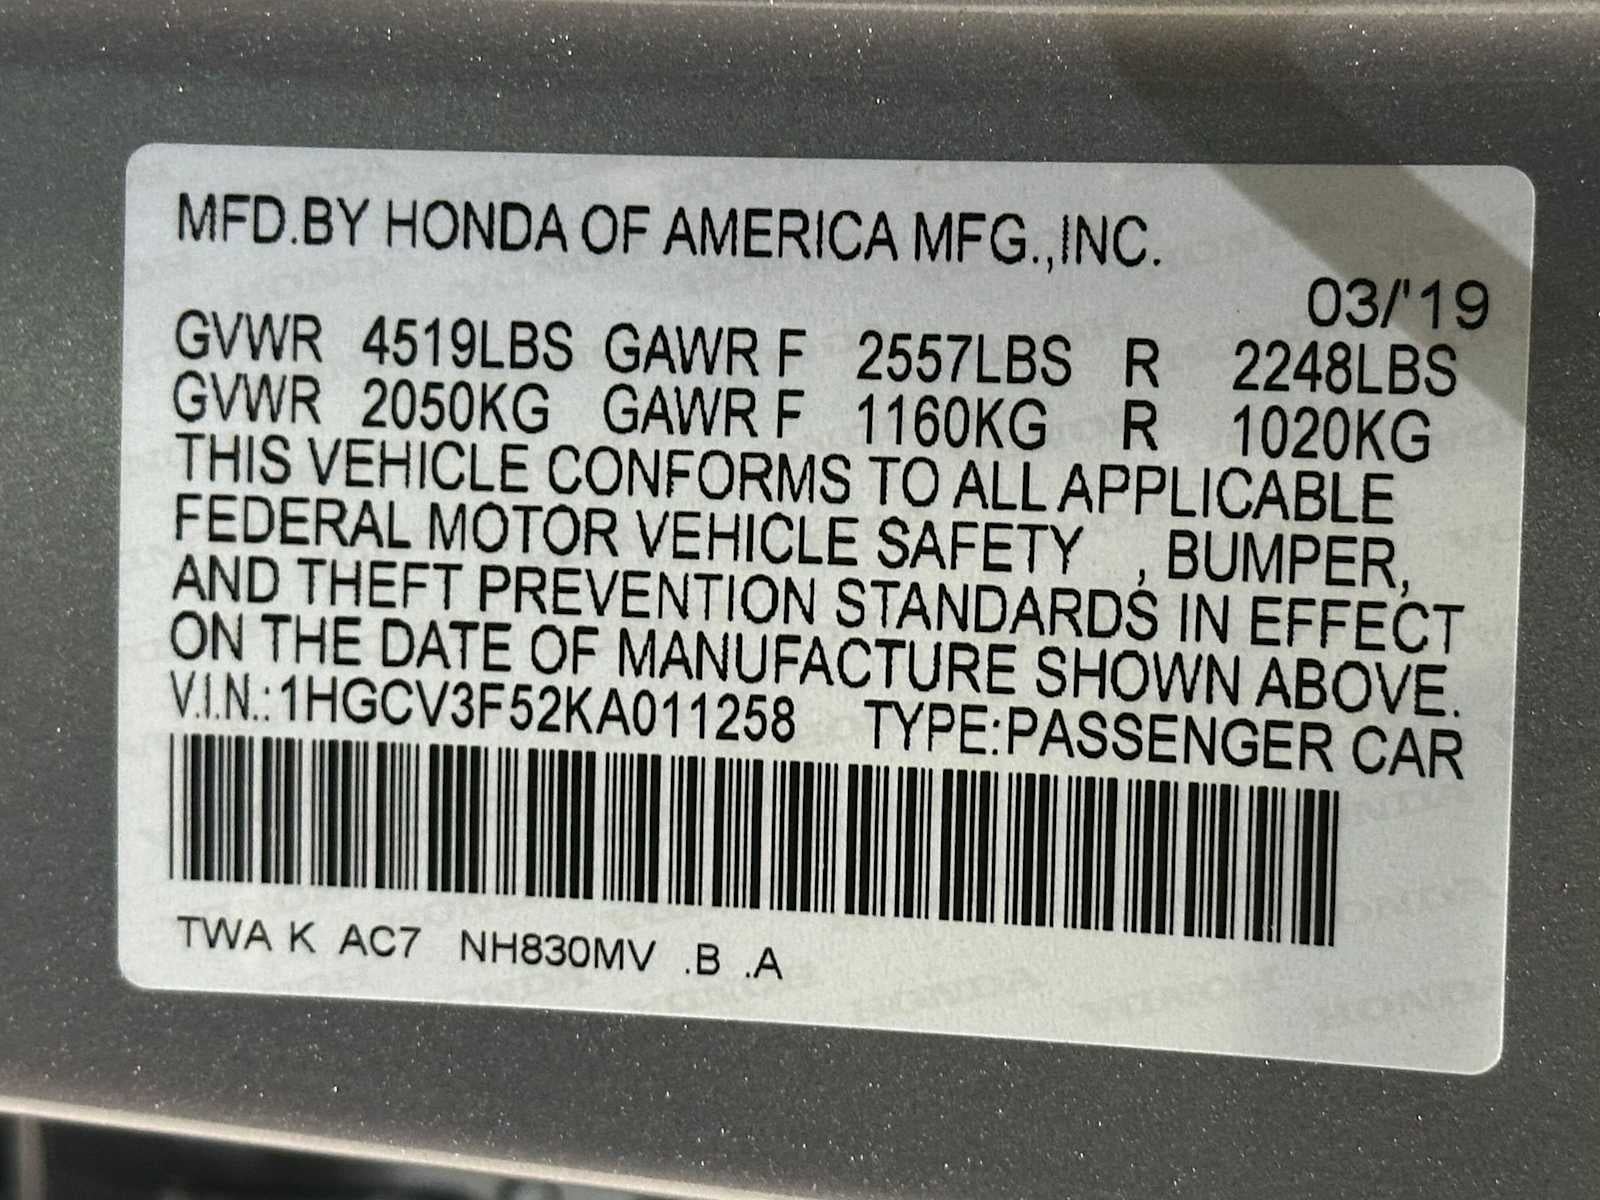 MFD.BY HONDA OF AMERICA MFG.,INC.
03/'19
GVWR 4519LBS GAWR F 2557LBS R 2248LBS
GVWR 2050KG GAWR F 1160KG R 1020KG
THIS VEHICLE CONFORMS TO ALL APPLICABLE
FEDERAL MOTOR VEHICLE SAFETY , BUMPER,
AND THEFT PREVENTION STANDARDS IN EFFECT
ON THE DATE OF MANUFACTURE SHOWN ABOVE.
V.I.N.:1HGCV3F52KA011258 TYPE:PASSENGER CAR
TWA K AC7 NH830MV .B .A